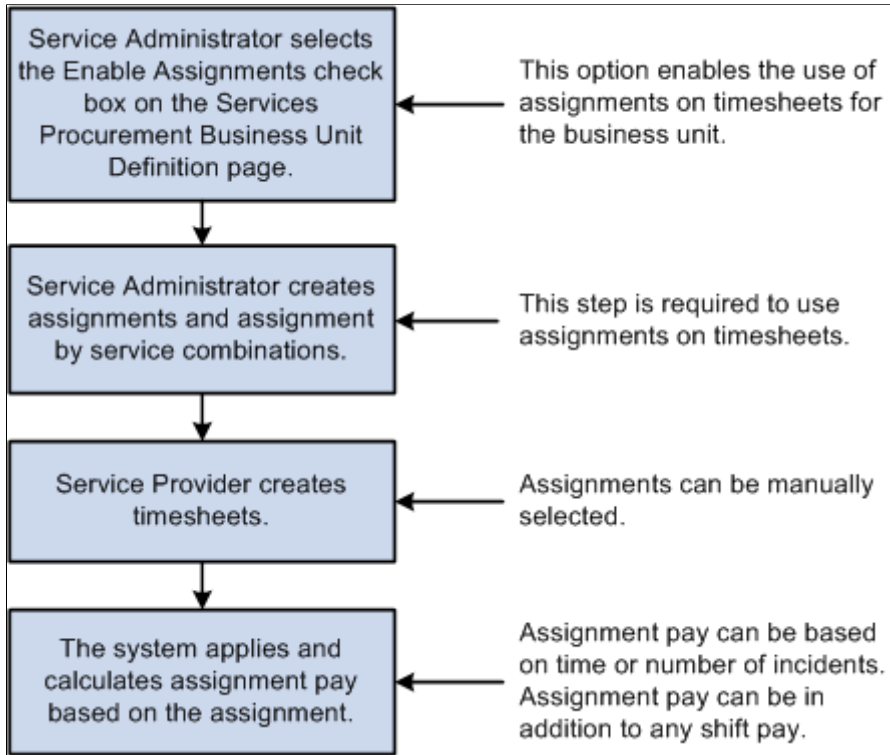 Service Administrator selects
the Enable Assignments check
box on the Services
Procurement Business Unit
Definition page.
This option enables the use of
assignments on timesheets for
the business unit.
Service Administrator creates
assignments and assignment
by service combinations.
This step is required to use
assignments on timesheets.
Service Provider creates
timesheets.
Assignments can be manually
selected.
The system applies and
calculates assignment pay
based on the assignment.
Assignment pay can be based
on time or number of incidents.
Assignment pay can be in
addition to any shift pay.